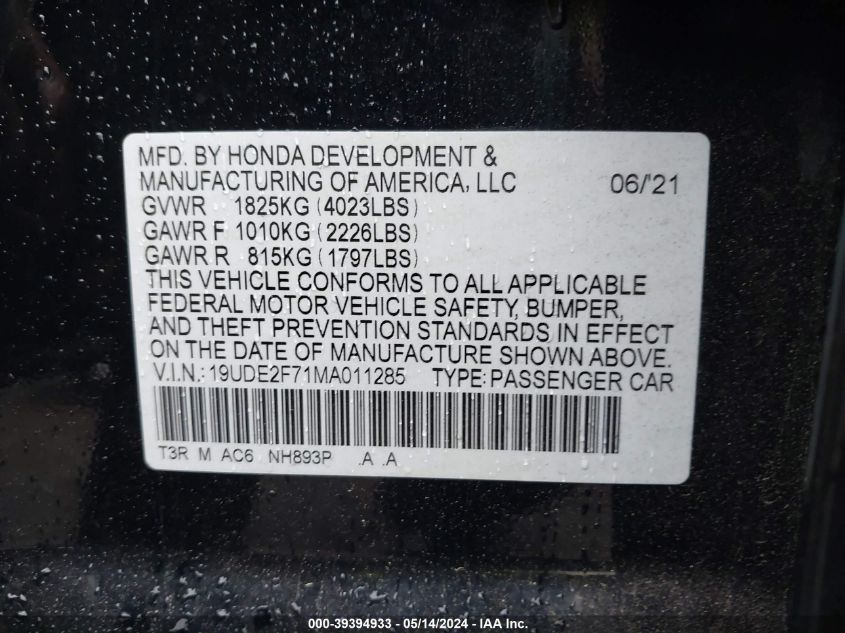 MFD. BY HONDA DEVELOPMENT &
MANUFACTURING OF AMERICA, LLC 06/'21
GVWR 1825KG (4023LBS)
GAWR F 1010KG (2226LBS)
GAWR R 815KG (1797LBS)
THIS VEHICLE CONFORMS TO ALL APPLICABLE
FEDERAL MOTOR VEHICLE SAFETY, BUMPER,
AND THEFT PREVENTION STANDARDS IN EFFECT
ON THE DATE OF MANUFACTURE SHOWN ABOVE.
V.I.N.: 19UDE2F71MA011285 TYPE: PASSENGER CAR
T3R M AC6 NH893P .A .A
000-39394933 - 05/14/2024 - IAA Inc.